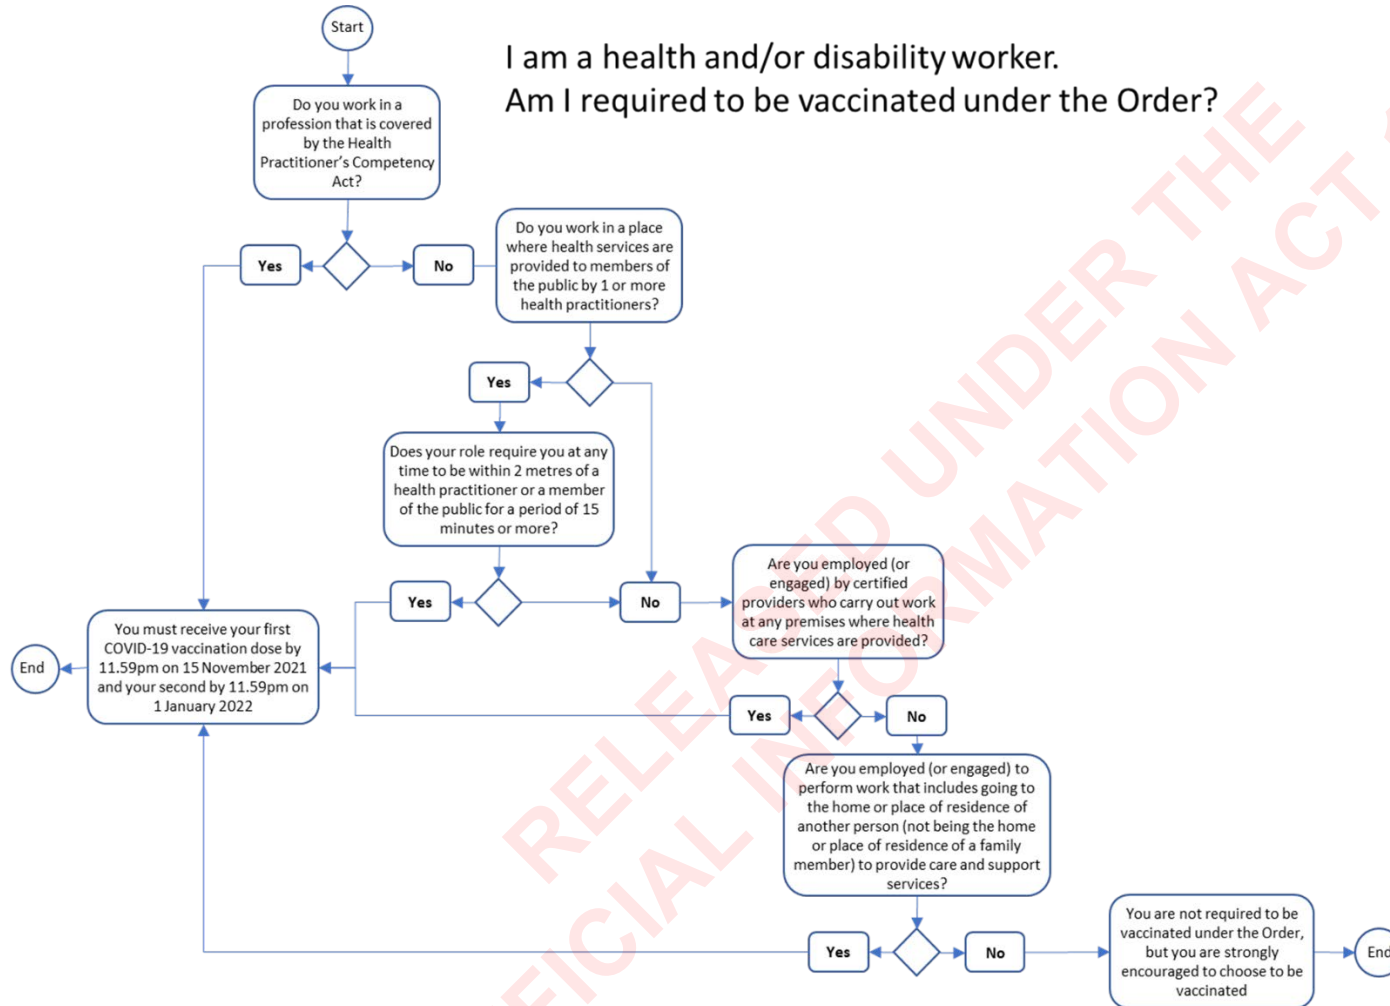 Start
I am a health and/or disability worker.
Am I required to be vaccinated under the Order?
Do you work in a
profession that is covered
by the Health
Practitioner's Competency
Act?
Yes
No
Do you work in a place
where health services are
provided to members of
the public by 1 or more
health practitioners?
Yes
Does your role require you at any
time to be within 2 metres of a
health practitioner or a member
of the public for a period of 15
minutes or more?
Yes
No
Are you employed (or
engaged) by certified
providers who carry out work
at any premises where health
care services are provided?
You must receive your first
COVID-19 vaccination dose by
11.59pm on 15 November 2021
and your second by 11.59pm on
1 January 2022
End
Yes
No
Are you employed (or engaged) to
perform work that includes going to
the home or place of residence of
another person (not being the home
or place of residence of a family
member) to provide care and support
services?
Yes
No
You are not required to be
vaccinated under the Order,
but you are strongly
encouraged to choose to be
vaccinated
End
RELEASED UNDER THE
FICIAL INFORMATION ACT